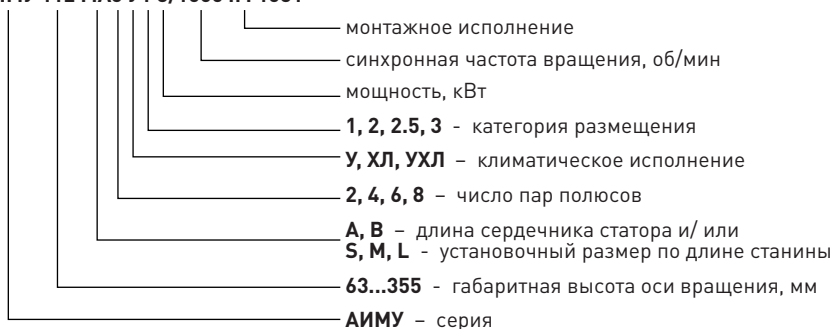 монтажное исполнение
синхронная частота вращения, об/мин
мощность, кВт
1, 2, 2.5, 3 - категория размещения
У, ХЛ, УХЛ – климатическое исполнение
2, 4, 6, 8 – число пар полюсов
А, В – длина сердечника статора и/ или
S, M, L - установочный размер по длине станины
63...355 - габаритная высота оси вращения, мм
АИМУ – серия